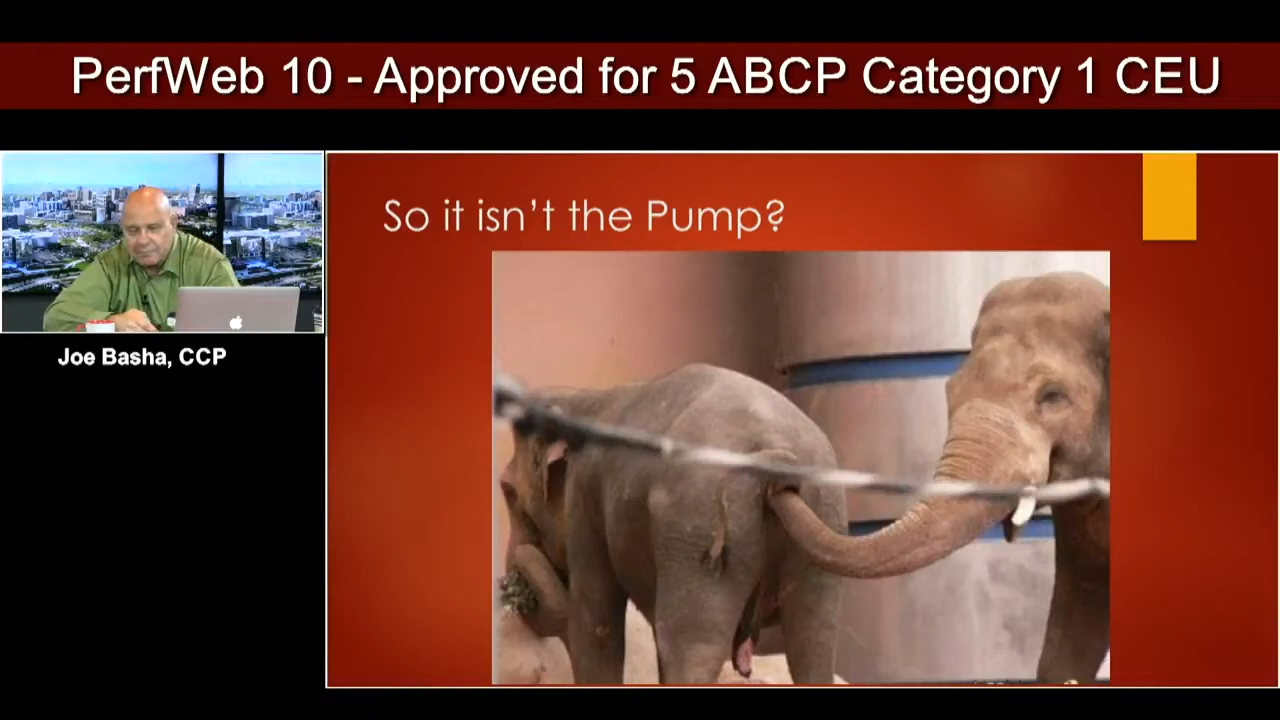 PerfWeb 10 - Approved for 5 ABCP Category 1 CEU
So it isn't the Pump?
Joe Basha, CCP